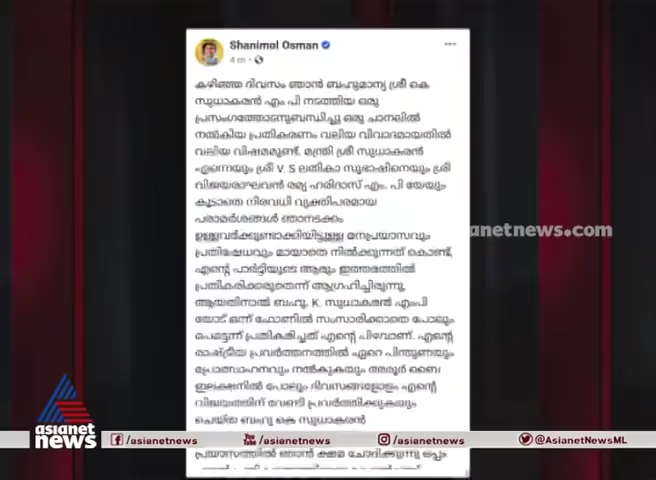 Shanimol Osman
4 m
കഴിഞ്ഞ ദിവസം ഞാൻ ബഹുമാന്യ ശ്രീ കെ
സുധാകരൻ എം പി നടത്തിയ ഒരു
പ്രസംഗത്തോടനുബന്ധിച്ചു ഒരു ചാനലിൽ
നൽകിയ പ്രതികരണം വലിയ വിവാദമായതിൽ
വലിയ വിഷമമുണ്ട്. മന്ത്രി ശ്രീ സുധാകരൻ
എന്നെയും ശ്രീ V. S ലതികാ സുഭാഷിനെയും ശ്രീ
വിജയരാഘവൻ രമ്യ ഹരിദാസ് എം. പി യേയും
കൂടാതെ നിരവധി വ്യക്തിപരമായ
പരാമർശങ്ങൾ ഞാനടക്കം
ഉള്ളവർക്കുണ്ടാക്കിയിട്ടുള്ള മനപ്രയാസവും
പ്രതിഷേധവും മായാതെ നിൽക്കുന്നത് കൊണ്ട്,
എന്റെ പാർട്ടിയുടെ ആരും ഇത്തരത്തിൽ
പ്രതികരിക്കരുതെന്ന് ആഗ്രഹിച്ചിരുന്നു,
ആയതിനാൽ ബഹു. K. സുധാകരൻ എംപി
യോട് ഒന്ന് ഫോണിൽ സംസാരിക്കാതെ പോലും
പെട്ടെന്ന് പ്രതികരിച്ചത് എന്റെ പിഴവാണ്. എന്റെ
രാഷ്ട്രീയ പ്രവർത്തനത്തിൽ ഏറെ പിന്തുണയും
പ്രോത്സാഹനവും നൽകുകയും അരൂർ ബൈ
ഇലക്ഷനിൽ പോലും ദിവസങ്ങളോളം എന്റെ
വിജയത്തിന് വേണ്ടി പ്രവർത്തിക്കുകയും
ചെയ്ത ബഹു കെ സുധാകരൻ
പ്രയാസത്തിൽ ഞാൻ ക്ഷമ ചോദിക്കുന്നു ഒപ്പം
anetnews.com
asianet
news
/asianetnews
/asianetnews
/asianetnews
@AsianetNewsML